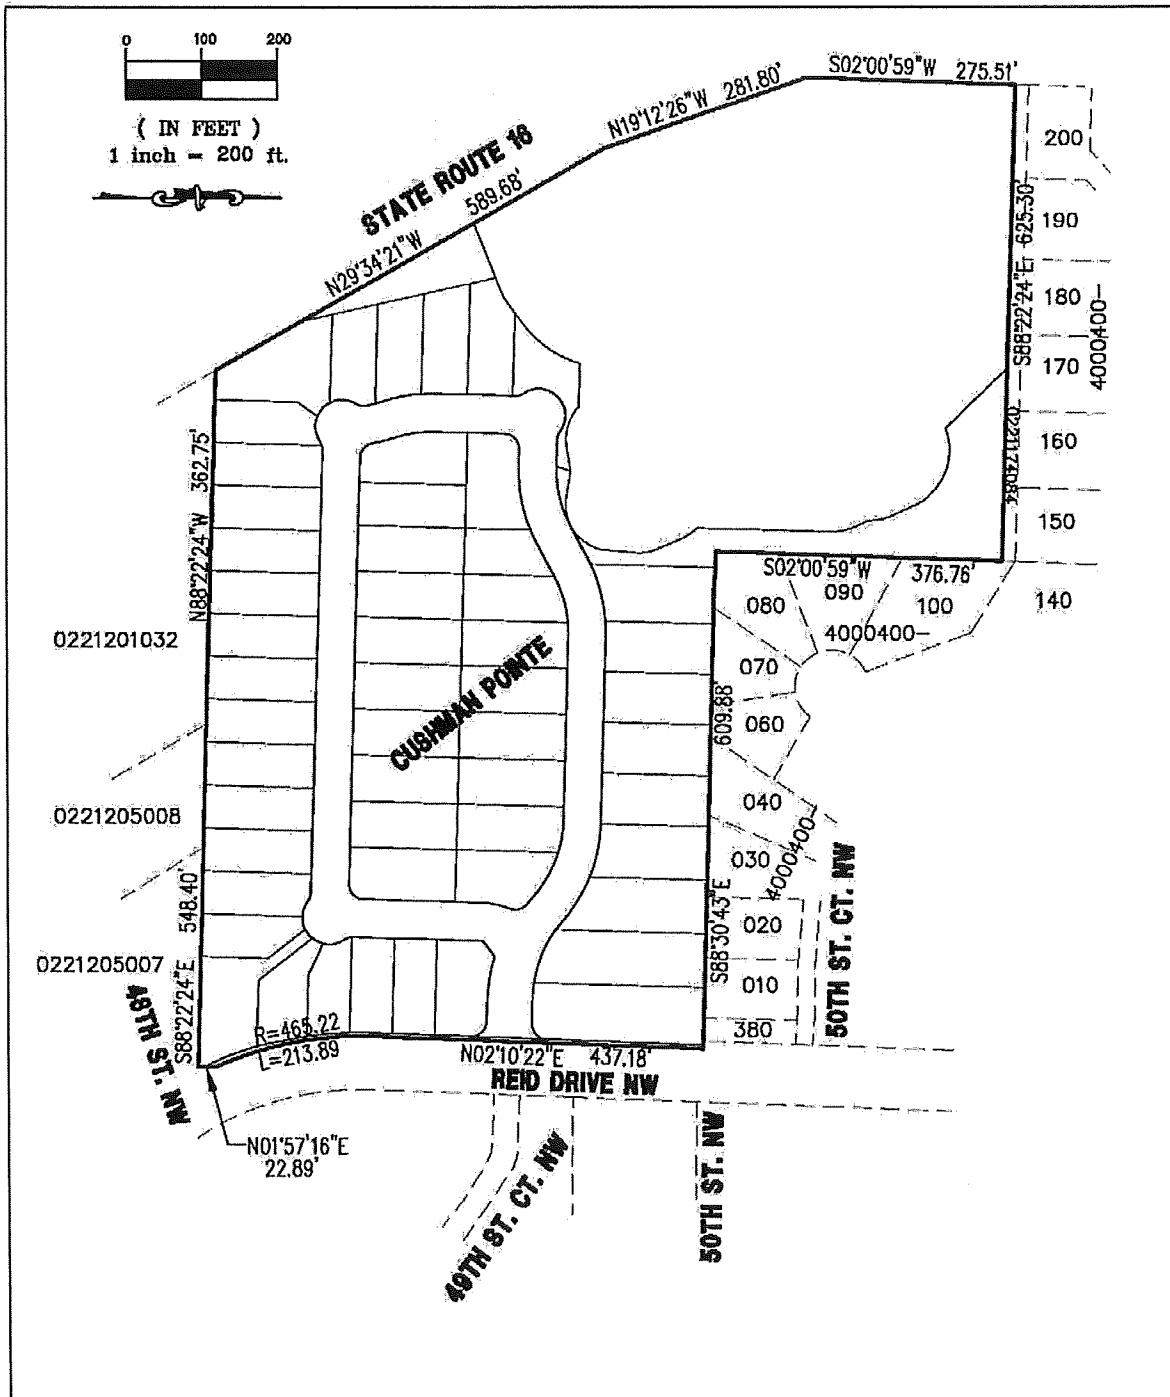 0 100 200
( IN FEET )
1 inch = 200 ft.
STATE ROUTE 16
N29°34'21"W 589.68'
N19°12'26"W 281.80'
S02°00'59"W 275.51'
S88°22'24"E 625.30'
200
190
180
170
160
150
140
4000400-
0221174084
S02°00'59"W 376.76'
080
090
100
4000400-
070
060
040
030
020
010
380
4000400-
609.88'
S88°30'43"E
50TH ST. CT. NW
N88°22'24"W 362.75'
0221201032
0221205008
0221205007
S88°22'24"E 548.40'
CUSHMAN POINTE
48TH ST. NW
R=465.22
L=213.89
N02°10'22"E 437.18'
REID DRIVE NW
N01°57'16"E
22.89'
49TH ST. CT. NW
50TH ST. NW